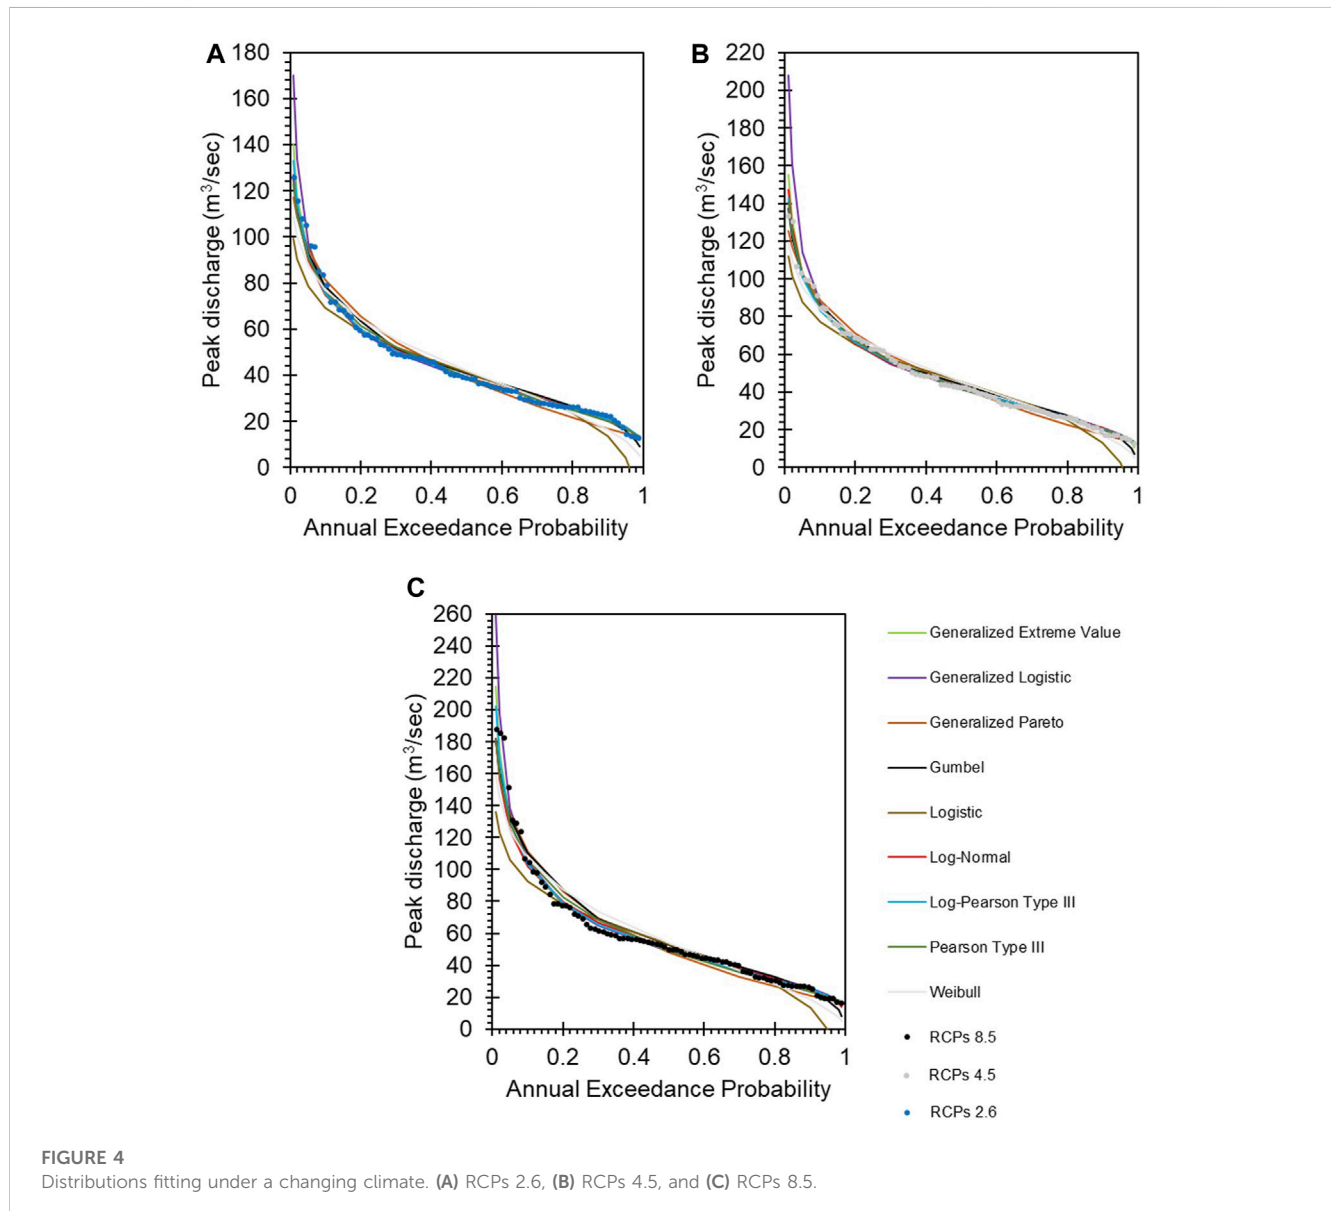 A
180
160
140
120
100
80
60
40
20
0
Peak discharge (m³/sec)
0 0.2 0.4 0.6 0.8 1
Annual Exceedance Probability
B
220
200
180
160
140
120
100
80
60
40
20
0
Peak discharge (m³/sec)
0 0.2 0.4 0.6 0.8 1
Annual Exceedance Probability
C
260
240
220
200
180
160
140
120
100
80
60
40
20
0
Peak discharge (m³/sec)
0 0.2 0.4 0.6 0.8 1
Annual Exceedance Probability
Generalized Extreme Value
Generalized Logistic
Generalized Pareto
Gumbel
Logistic
Log-Normal
Log-Pearson Type III
Pearson Type III
Weibull
RCPs 8.5
RCPs 4.5
RCPs 2.6
FIGURE 4
Distributions fitting under a changing climate. (A) RCPs 2.6, (B) RCPs 4.5, and (C) RCPs 8.5.